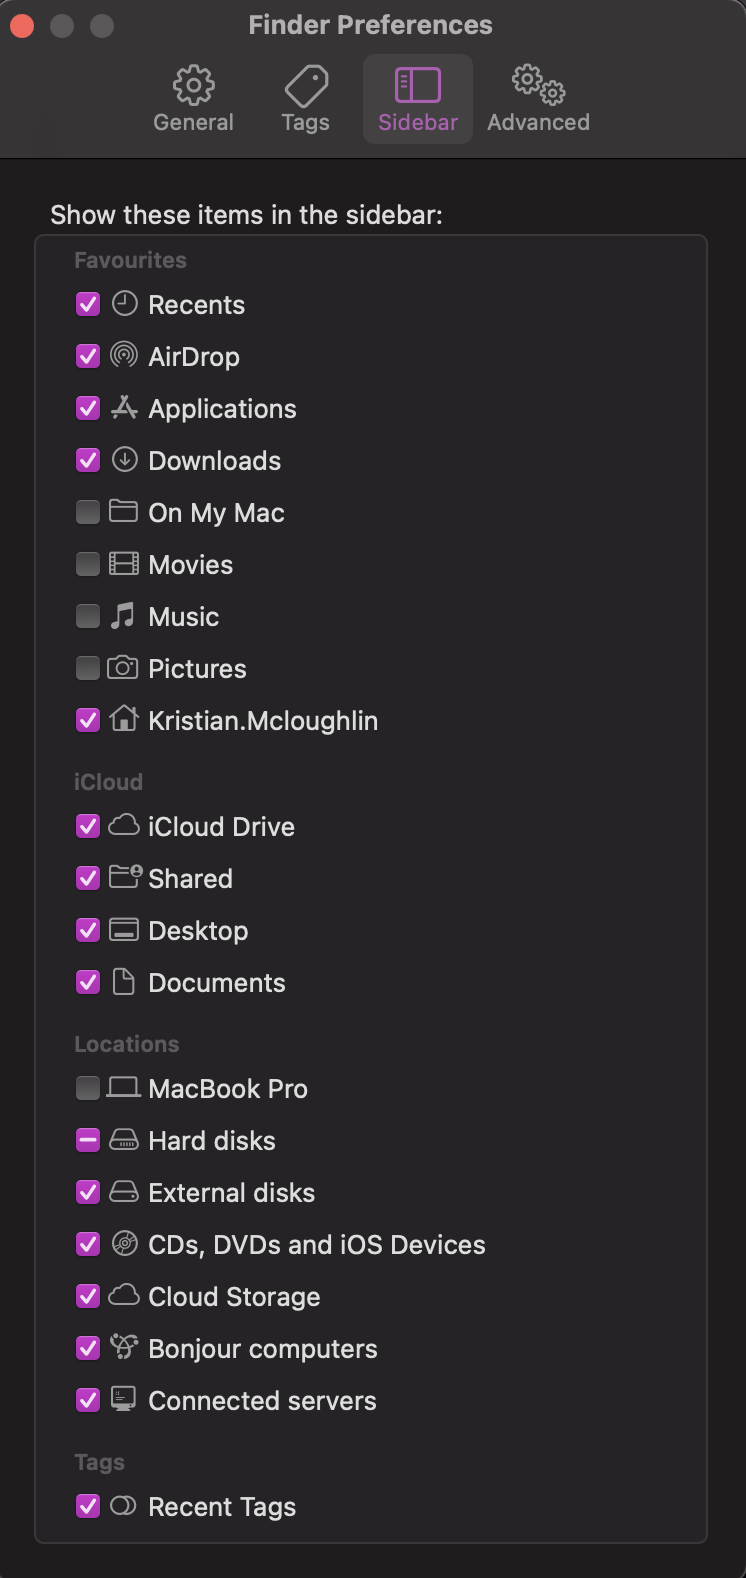 Finder Preferences
General Tags Sidebar Advanced
Show these items in the sidebar:
Favourites
Recents
AirDrop
Applications
Downloads
On My Mac
Movies
Music
Pictures
Kristian.Mcloughlin
iCloud
iCloud Drive
Shared
Desktop
Documents
Locations
MacBook Pro
Hard disks
External disks
CDs, DVDs and iOS Devices
Cloud Storage
Bonjour computers
Connected servers
Tags
Recent Tags